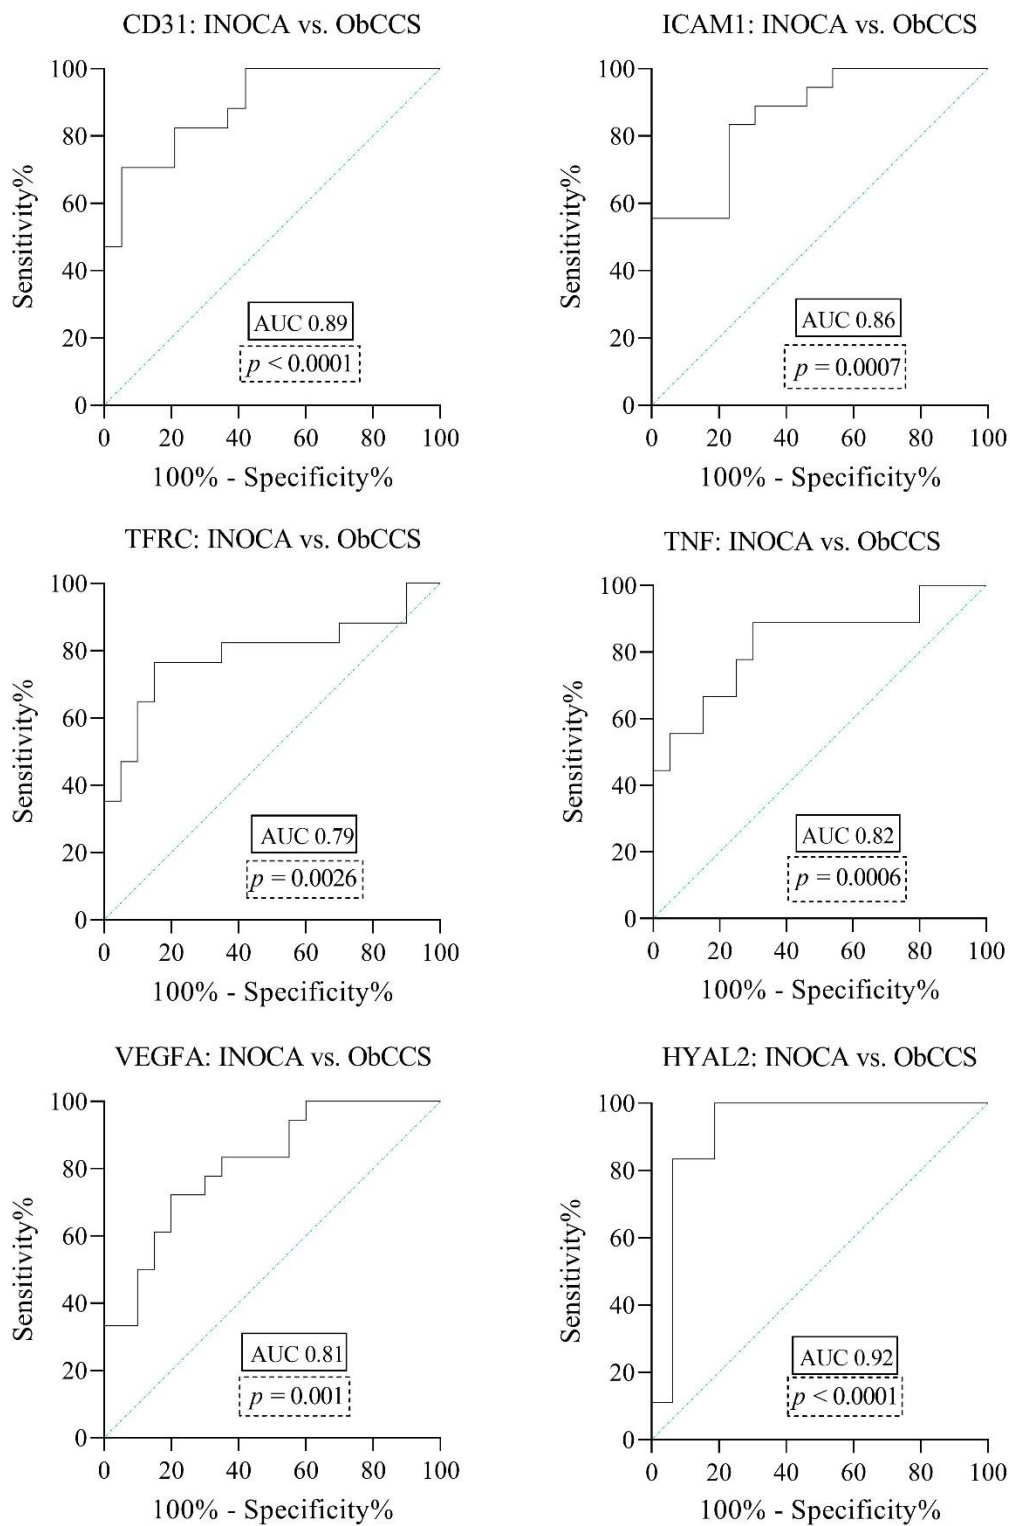 CD31: INOCA vs. ObCCS
100
80
60
40
20
0
Sensitivity%
AUC 0.89
p < 0.0001
0 20 40 60 80 100
100% - Specificity%
ICAM1: INOCA vs. ObCCS
100
80
60
40
20
0
Sensitivity%
AUC 0.86
p = 0.0007
0 20 40 60 80 100
100% - Specificity%
TFRC: INOCA vs. ObCCS
100
80
60
40
20
0
Sensitivity%
AUC 0.79
p = 0.0026
0 20 40 60 80 100
100% - Specificity%
TNF: INOCA vs. ObCCS
100
80
60
40
20
0
Sensitivity%
AUC 0.82
p = 0.0006
0 20 40 60 80 100
100% - Specificity%
VEGFA: INOCA vs. ObCCS
100
80
60
40
20
0
Sensitivity%
AUC 0.81
p = 0.001
0 20 40 60 80 100
100% - Specificity%
HYAL2: INOCA vs. ObCCS
100
80
60
40
20
0
Sensitivity%
AUC 0.92
p < 0.0001
0 20 40 60 80 100
100% - Specificity%